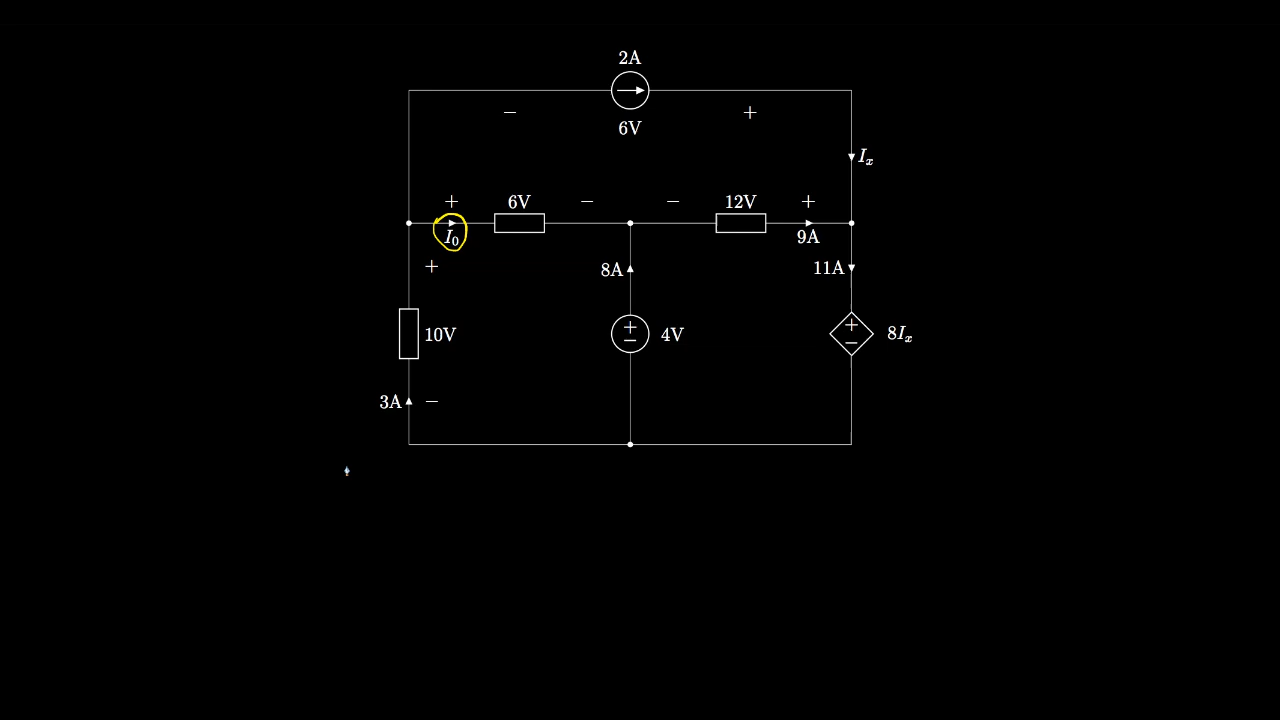 2A
− +
6V
Iₓ
+ 6V − − 12V +
I₀ 9A
+ 8A 11A
+ +
10V − 4V − 8Iₓ
3A −